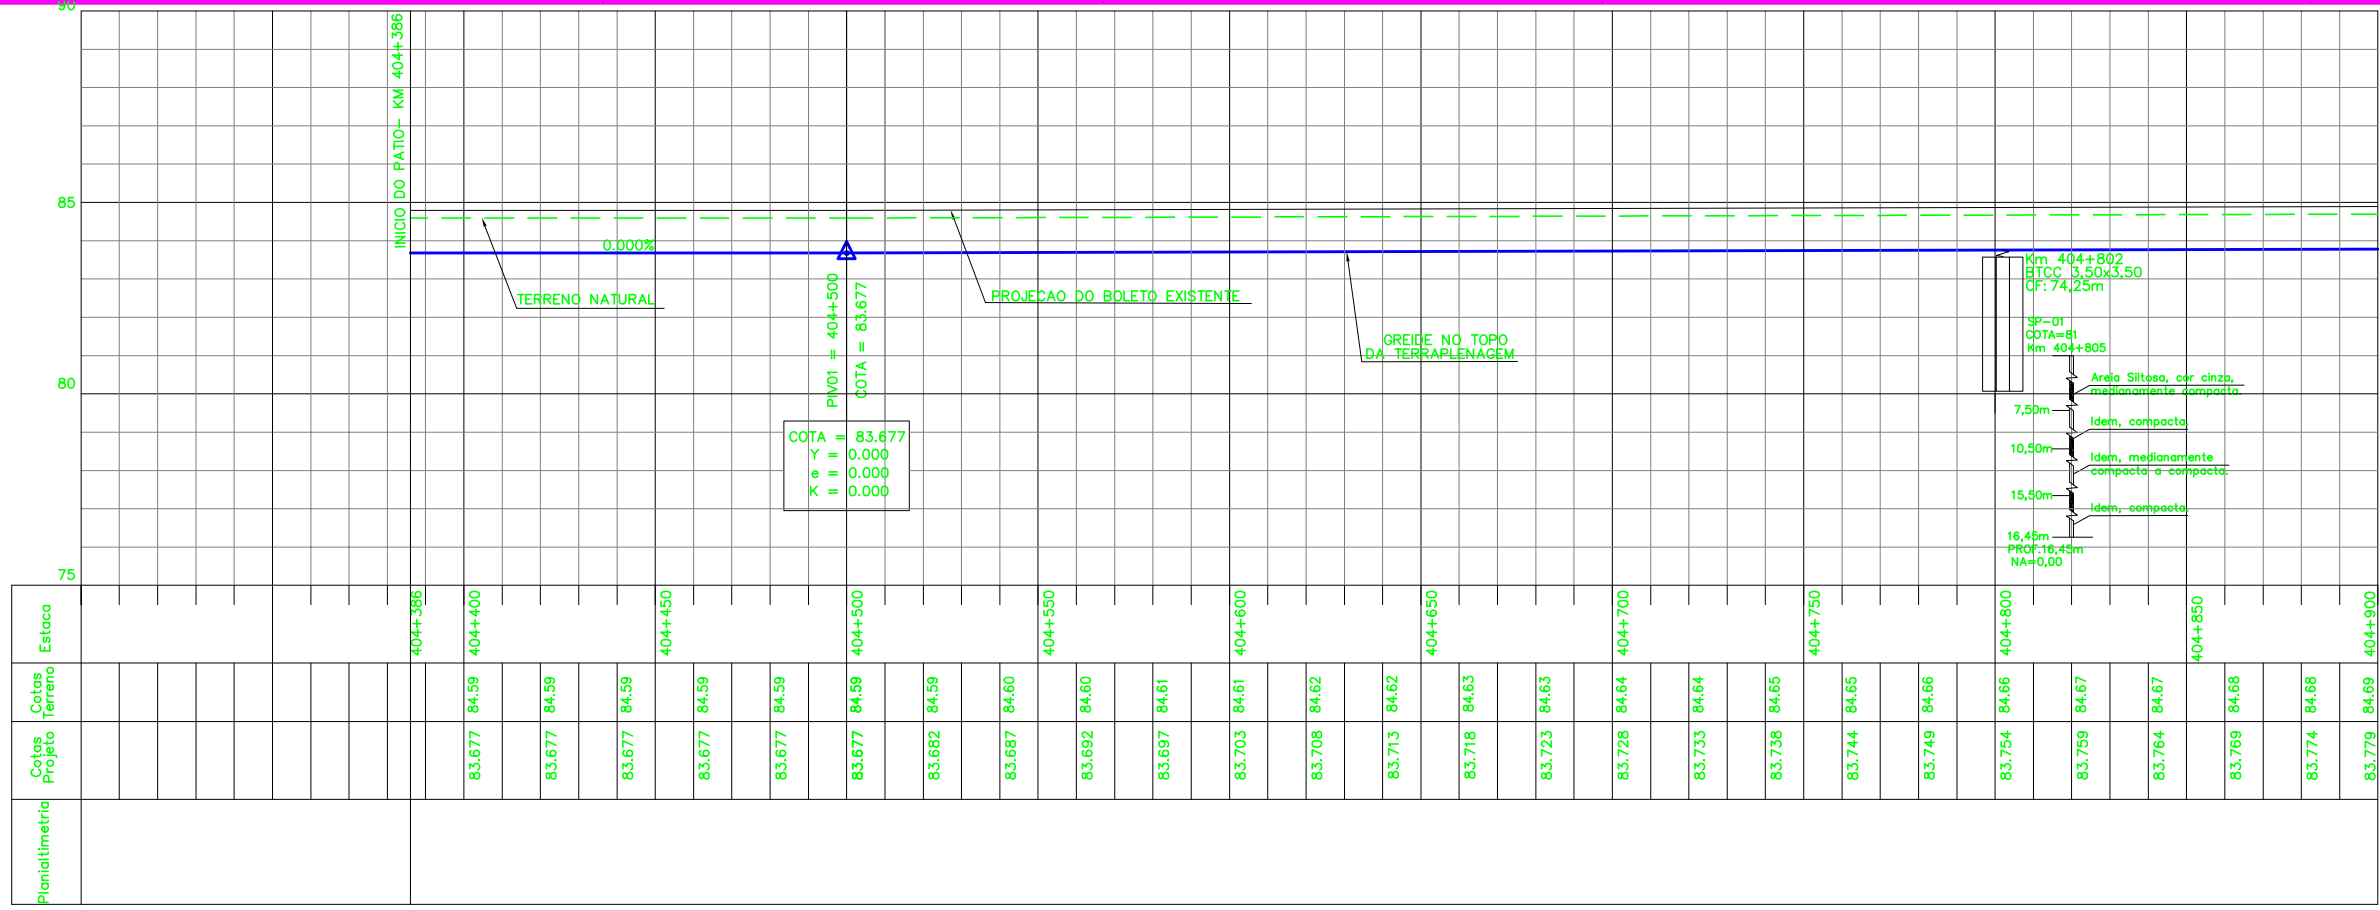 90
85
80
75
INICIO DO PATIO- KM 404+386
0.000%
TERRENO NATURAL
PIV01 = 404+500
COTA = 83.677
COTA = 83.677
Y = 0.000
e = 0.000
K = 0.000
PROJECAO DO BOLETO EXISTENTE
GREIDE NO TOPO
DA TERRAPLENAGEM
Km 404+802
BTCC 3,50x3,50
CF: 74,25m
SP-01
COTA=81
Km 404+805
Areia Siltosa, cor cinza,
medianamente compacta.
7,50m
Idem, compacta.
10,50m
Idem, medianamente
compacta a compacta.
15,50m
Idem, compacta.
16,45m
PROF.16,45m
NA=0,00
Estaca
404+386
404+400
404+450
404+500
404+550
404+600
404+650
404+700
404+750
404+800
404+850
404+900
Cotas
Terreno
84.59
84.59
84.59
84.59
84.59
84.59
84.59
84.60
84.60
84.61
84.61
84.62
84.62
84.63
84.63
84.64
84.64
84.65
84.65
84.66
84.66
84.67
84.67
84.68
84.68
84.69
Cotas
Projeto
83.677
83.677
83.677
83.677
83.677
83.677
83.682
83.687
83.692
83.697
83.703
83.708
83.713
83.718
83.723
83.728
83.733
83.738
83.744
83.749
83.754
83.759
83.764
83.769
83.774
83.779
Planialtimetria